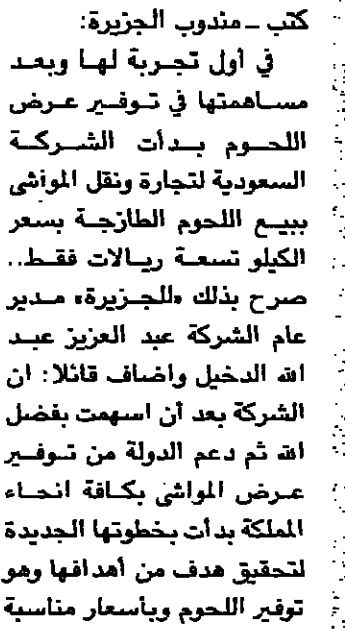 كتب ـ مندوب الجزيرة:
في أول تجربة لها وبعد
مساهمتها في توفير عرض
اللحوم بدأت الشركة
السعودية لتجارة ونقل المواشي
ببيع اللحوم الطازجة بسعر
الكيلو تسعة ريالات فقط..
صرح بذلك «للجزيرة» مدير
عام الشركة عبد العزيز عبد
الله الدخيل واضاف قائلا: ان
الشركة بعد أن اسهمت بفضل
الله ثم دعم الدولة من توفير
عرض المواشي بكافة انحاء
المملكة بدأت بخطوتها الجديدة
لتحقيق هدف من أهدافها وهو
توفير اللحوم وبأسعار مناسبة